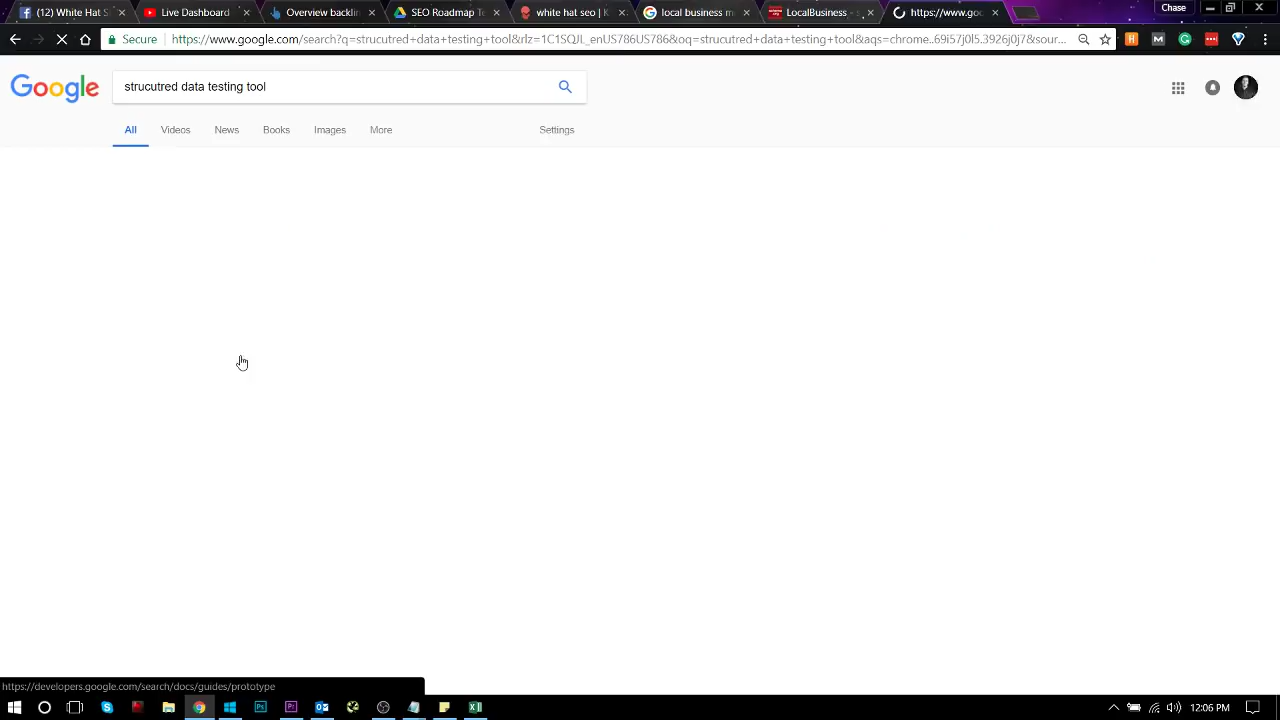 (12) White Hat S
Live Dashboard
Overview backlin
SEO Roadmap Te
white hat seo | K
local business m
LocalBusiness -
https://www.goo
Chase
Secure
https://www.google.com/search?q=strucutred+data+testing+tool&rlz=1C1SQJL_enUS786US786&oq=strucutred+data+testing+tool&aqs=chrome..69i57j0l5.3926j0j7&sour...
Google
strucutred data testing tool
All
Videos
News
Books
Images
More
Settings
https://developers.google.com/search/docs/guides/prototype
12:06 PM